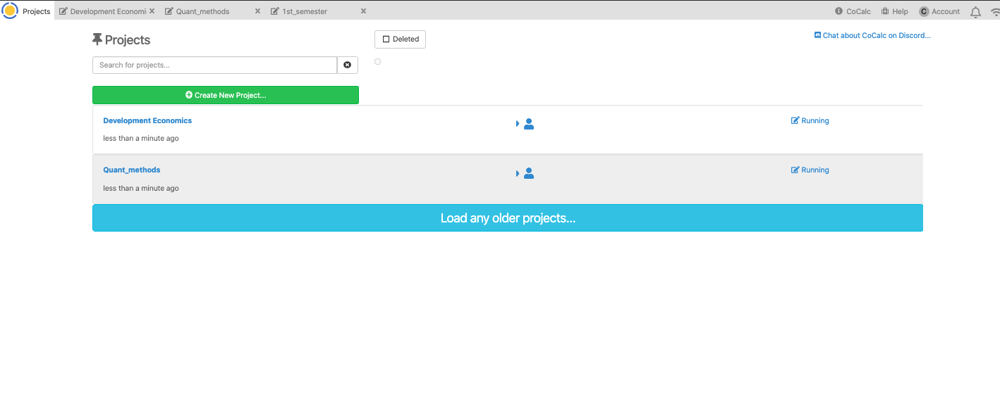 Projects Development Economi Quant_methods 1st_semester CoCalc Help C Account
Projects Deleted Chat about CoCalc on Discord...
Search for projects...
Create New Project...
Development Economics Running
less than a minute ago
Quant_methods Running
less than a minute ago
Load any older projects...